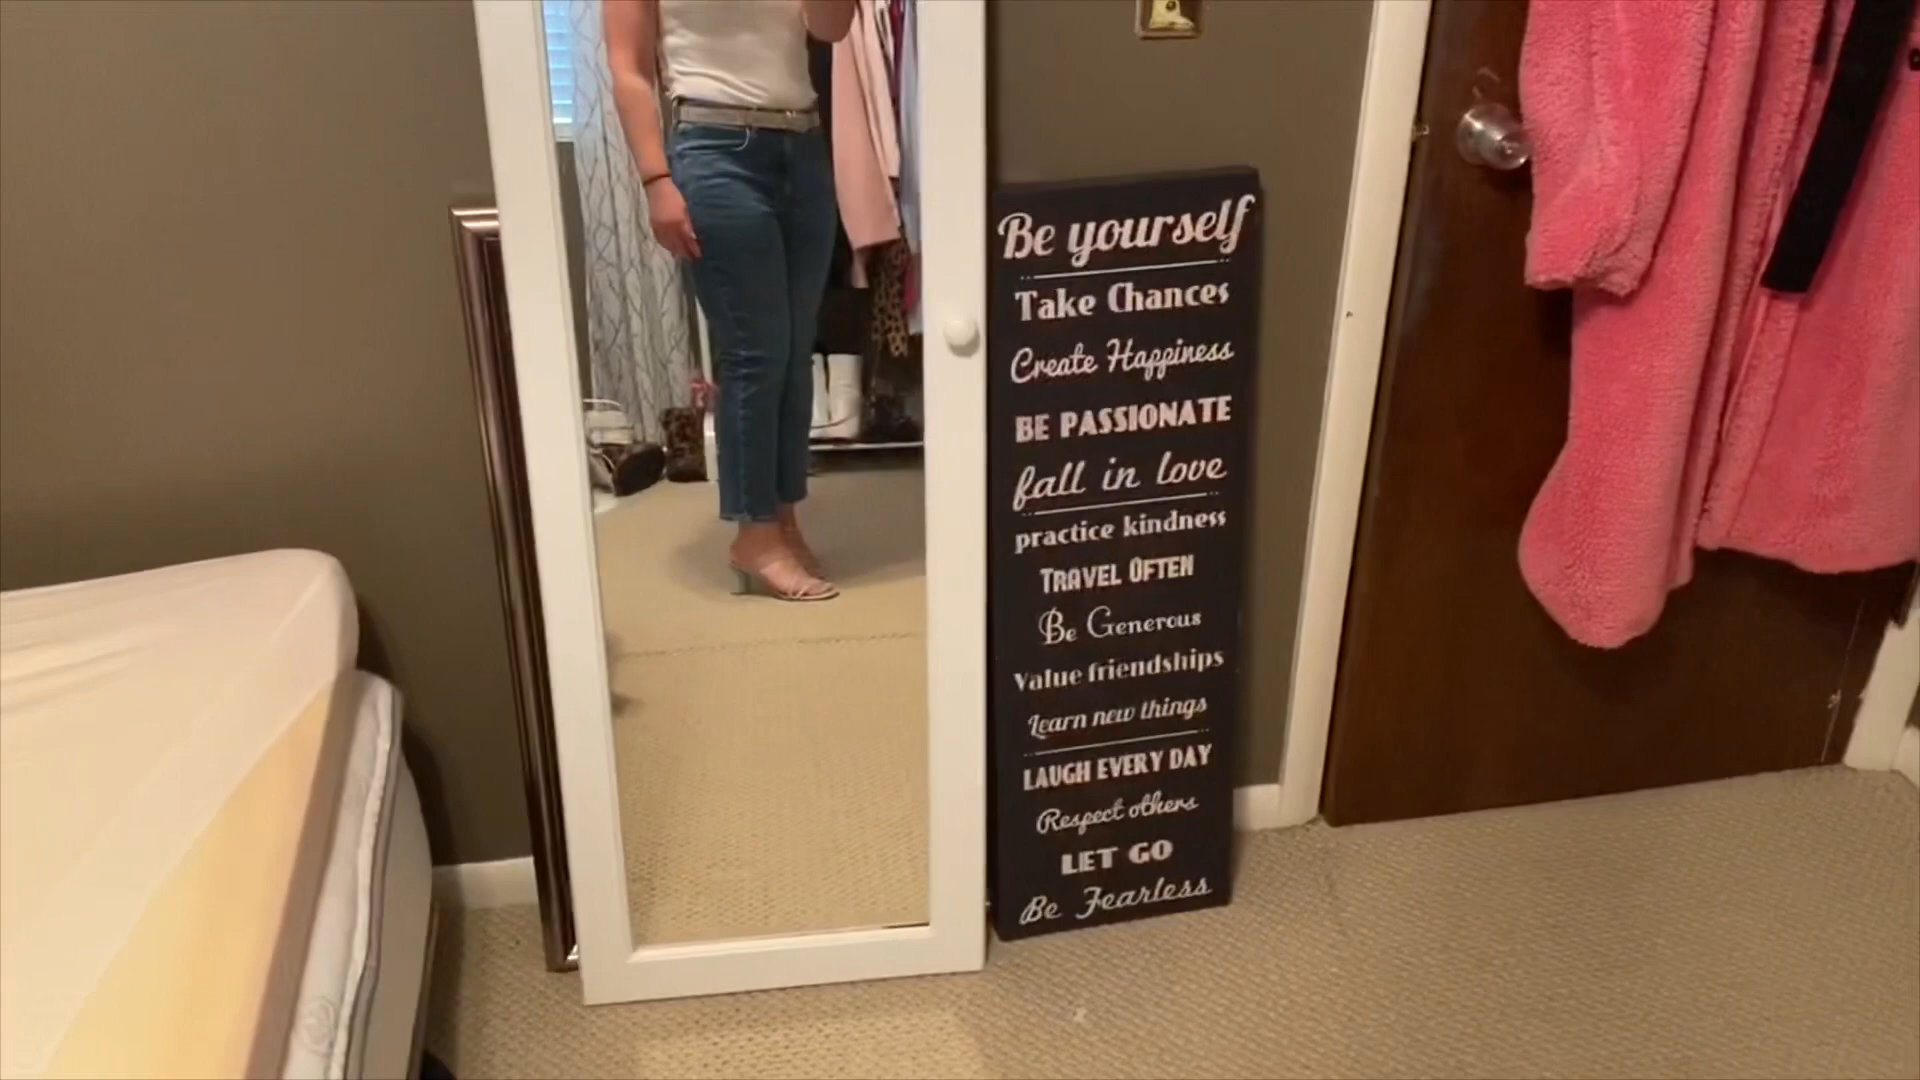 Be yourself
Take Chances
Create Happiness
BE PASSIONATE
fall in love
practice kindness
TRAVEL OFTEN
Be Generous
Value friendships
Learn new things
LAUGH EVERY DAY
Respect others
LET GO
Be Fearless